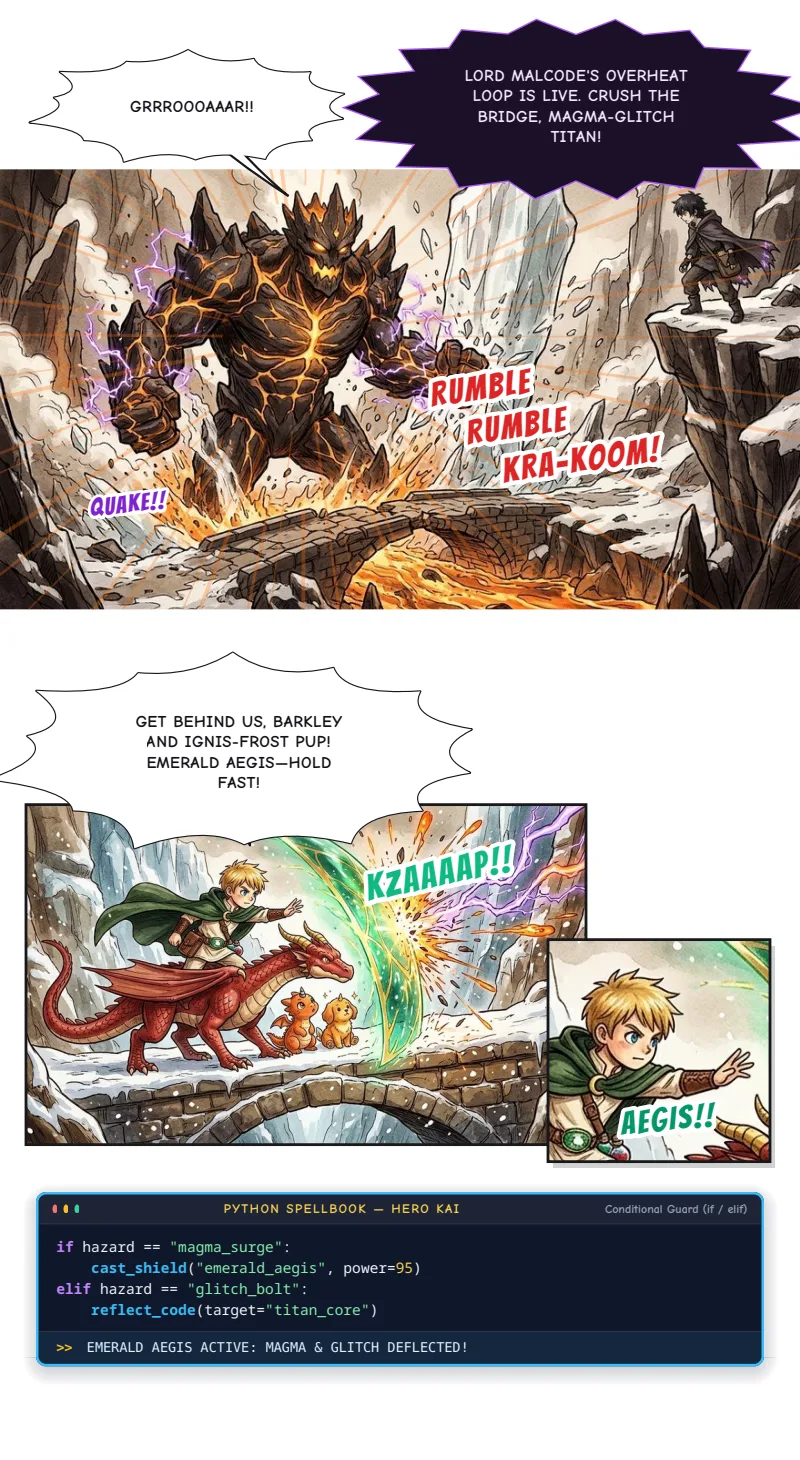 GRRROOOAAAR!!
LORD MALCODE'S OVERHEAT
LOOP IS LIVE. CRUSH THE
BRIDGE, MAGMA-GLITCH
TITAN!
RUMBLE
RUMBLE
KRA-KOOM!
QUAKE!!
GET BEHIND US, BARKLEY
AND IGNIS-FROST PUP!
EMERALD AEGIS—HOLD
FAST!
KZAAAAP!!
AEGIS!!
PYTHON SPELLBOOK — HERO KAI
Conditional Guard (if / elif)
if hazard == "magma_surge":
    cast_shield("emerald_aegis", power=95)
elif hazard == "glitch_bolt":
    reflect_code(target="titan_core")
>> EMERALD AEGIS ACTIVE: MAGMA & GLITCH DEFLECTED!